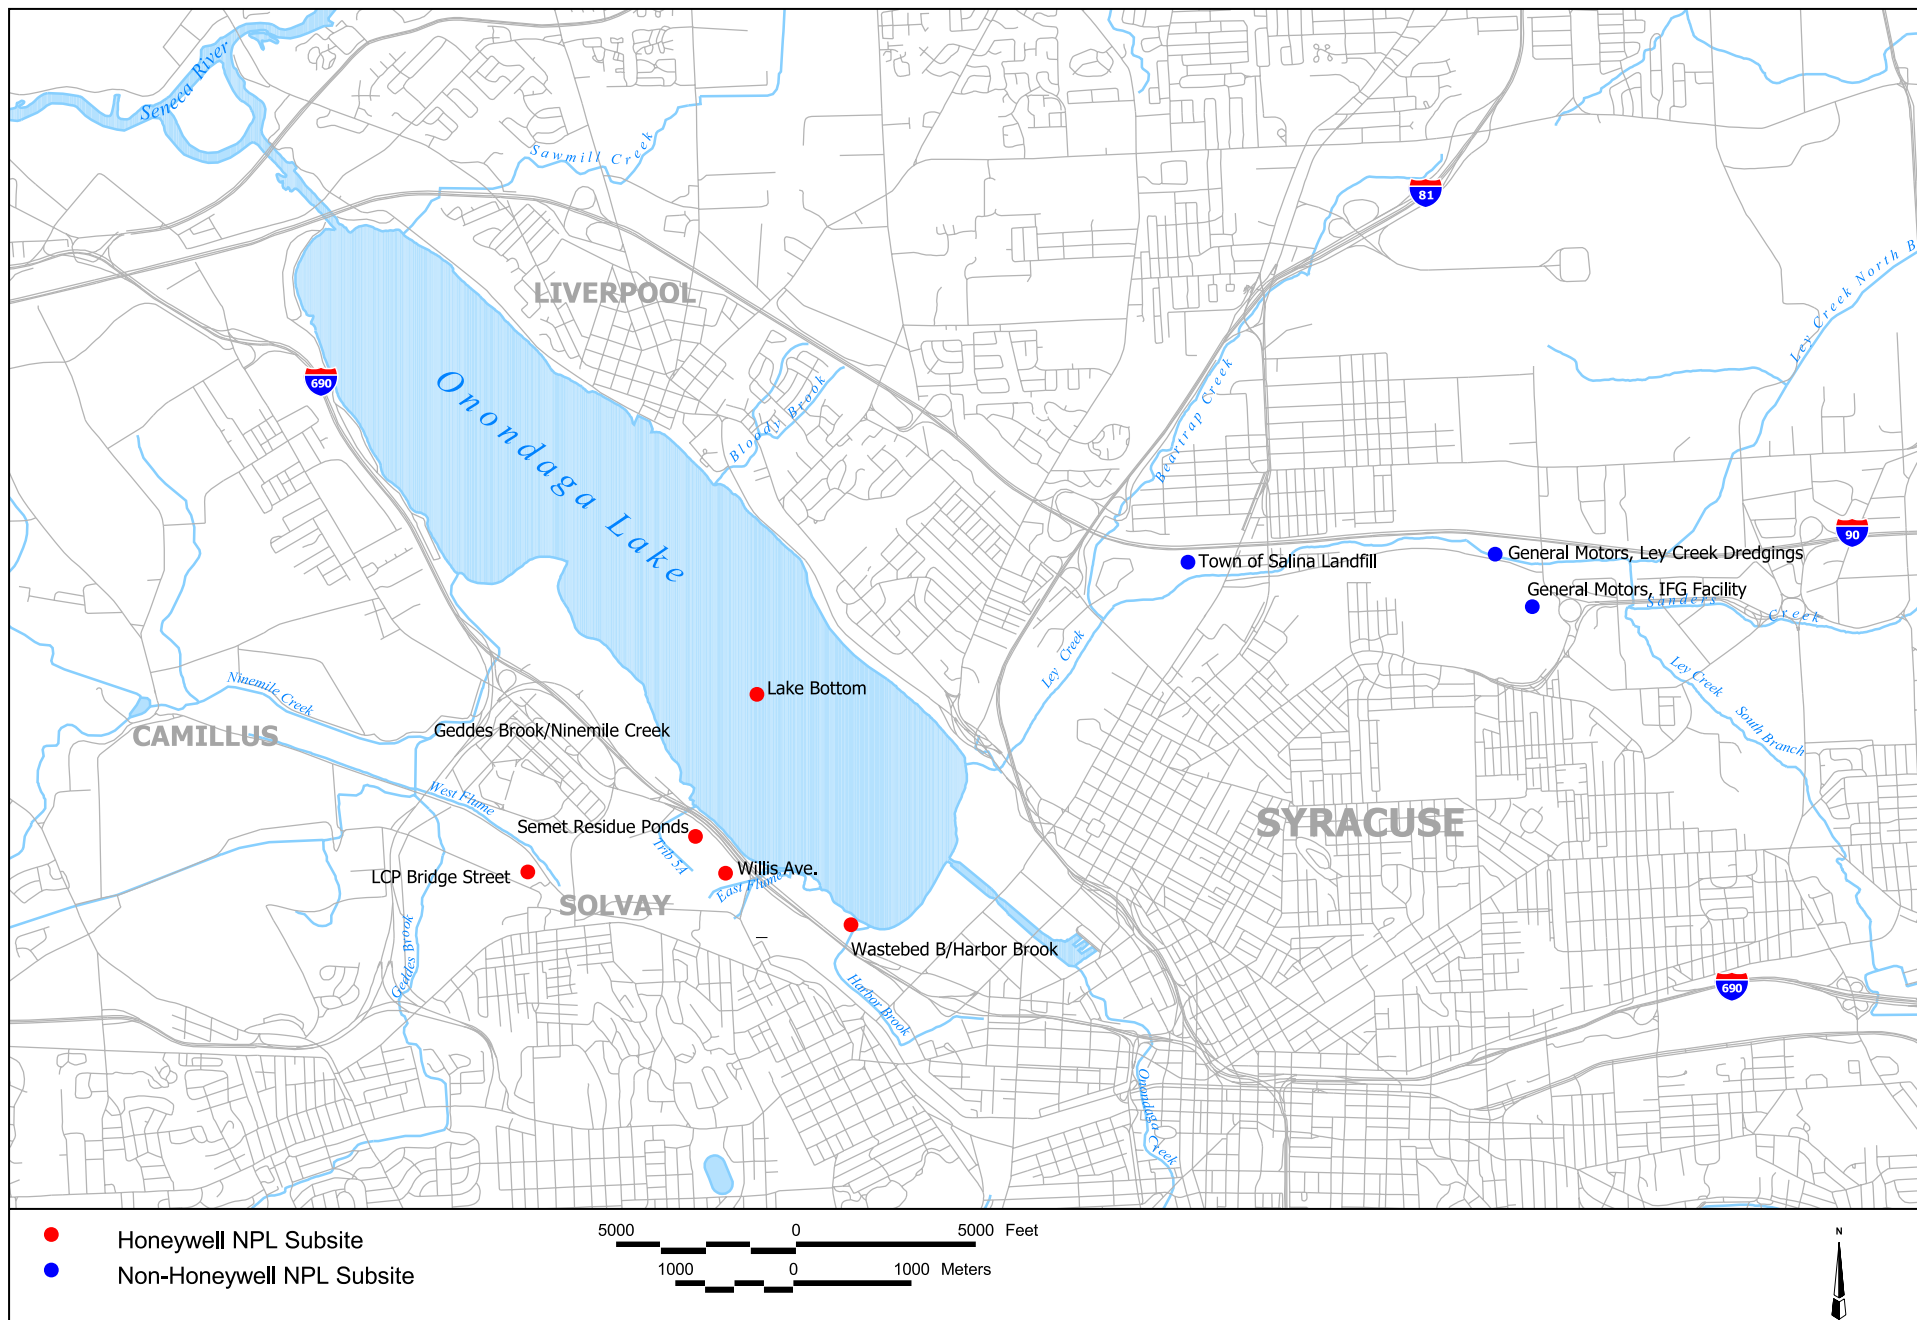 Seneca River
Sawmill Creek
81
Ley Creek North B
LIVERPOOL
690
Onondaga Lake
Bloody Brook
Beartrap Creek
90
Town of Salina Landfill
General Motors, Ley Creek Dredgings
General Motors, IFG Facility
Sanders Creek
Ley Creek
Ley Creek
South Branch
Ninemile Creek
Lake Bottom
CAMILLUS
Geddes Brook/Ninemile Creek
West Flume
Semet Residue Ponds
Trib 5A
SYRACUSE
LCP Bridge Street
Willis Ave.
East Flume
SOLVAY
Wastebed B/Harbor Brook
Geddes Brook
Harbor Brook
690
Onondaga Creek
Honeywell NPL Subsite
Non-Honeywell NPL Subsite
5000 0 5000 Feet
1000 0 1000 Meters
N